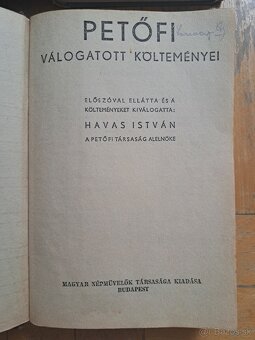 PETŐFI
VÁLOGATOTT KÖLTEMÉNYEI
ELŐSZÓVAL ELLÁTTA ÉS A
KÖLTEMÉNYEKET KIVÁLOGATTA:
HAVAS ISTVÁN
A PETŐFI TÁRSASÁG ALELNÖKE
MAGYAR NÉPMŰVELŐK TÁRSASÁGA KIADÁSA
BUDAPEST